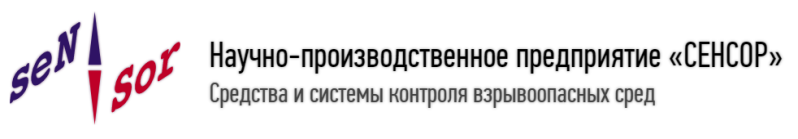 seN sor
Научно-производственное предприятие «СЕНСОР»
Средства и системы контроля взрывоопасных сред